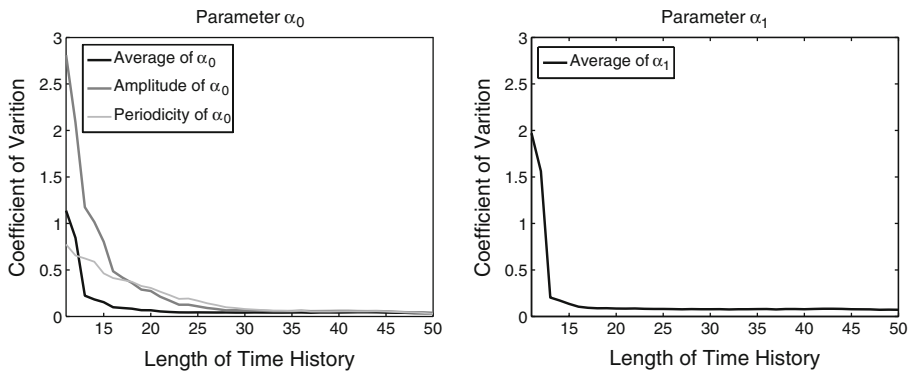 Parameter α0
3
2.5
2
1.5
1
0.5
0
Coefficient of Varition
Average of α0
Amplitude of α0
Periodicity of α0
15 20 25 30 35 40 45 50
Length of Time History
Parameter α1
3
2.5
2
1.5
1
0.5
0
Coefficient of Varition
Average of α1
15 20 25 30 35 40 45 50
Length of Time History